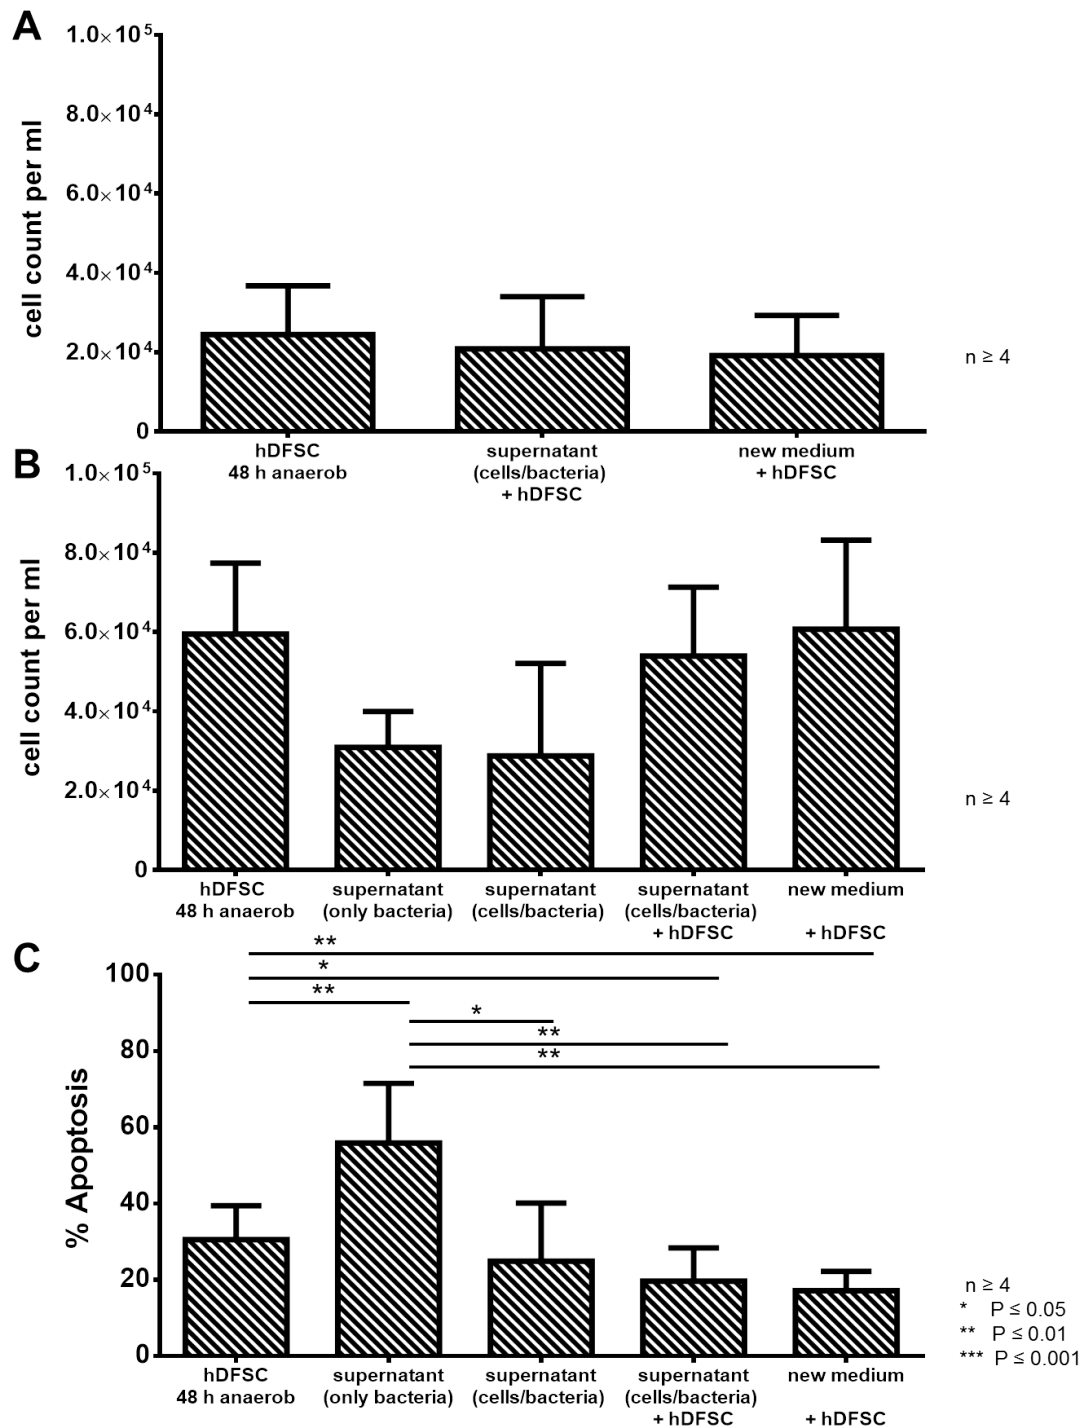 A
1.0×10⁵
8.0×10⁴
6.0×10⁴
4.0×10⁴
2.0×10⁴
0
cell count per ml
hDFSC
48 h anaerob
supernatant
(cells/bacteria)
+ hDFSC
new medium
+ hDFSC
n ≥ 4
B
1.0×10⁵
8.0×10⁴
6.0×10⁴
4.0×10⁴
2.0×10⁴
0
cell count per ml
hDFSC
48 h anaerob
supernatant
(only bacteria)
supernatant
(cells/bacteria)
supernatant
(cells/bacteria)
+ hDFSC
new medium
+ hDFSC
n ≥ 4
C
**
*
**
*
**
**
100
80
60
40
20
0
% Apoptosis
hDFSC
48 h anaerob
supernatant
(only bacteria)
supernatant
(cells/bacteria)
supernatant
(cells/bacteria)
+ hDFSC
new medium
+ hDFSC
n ≥ 4
* P ≤ 0.05
** P ≤ 0.01
*** P ≤ 0.001